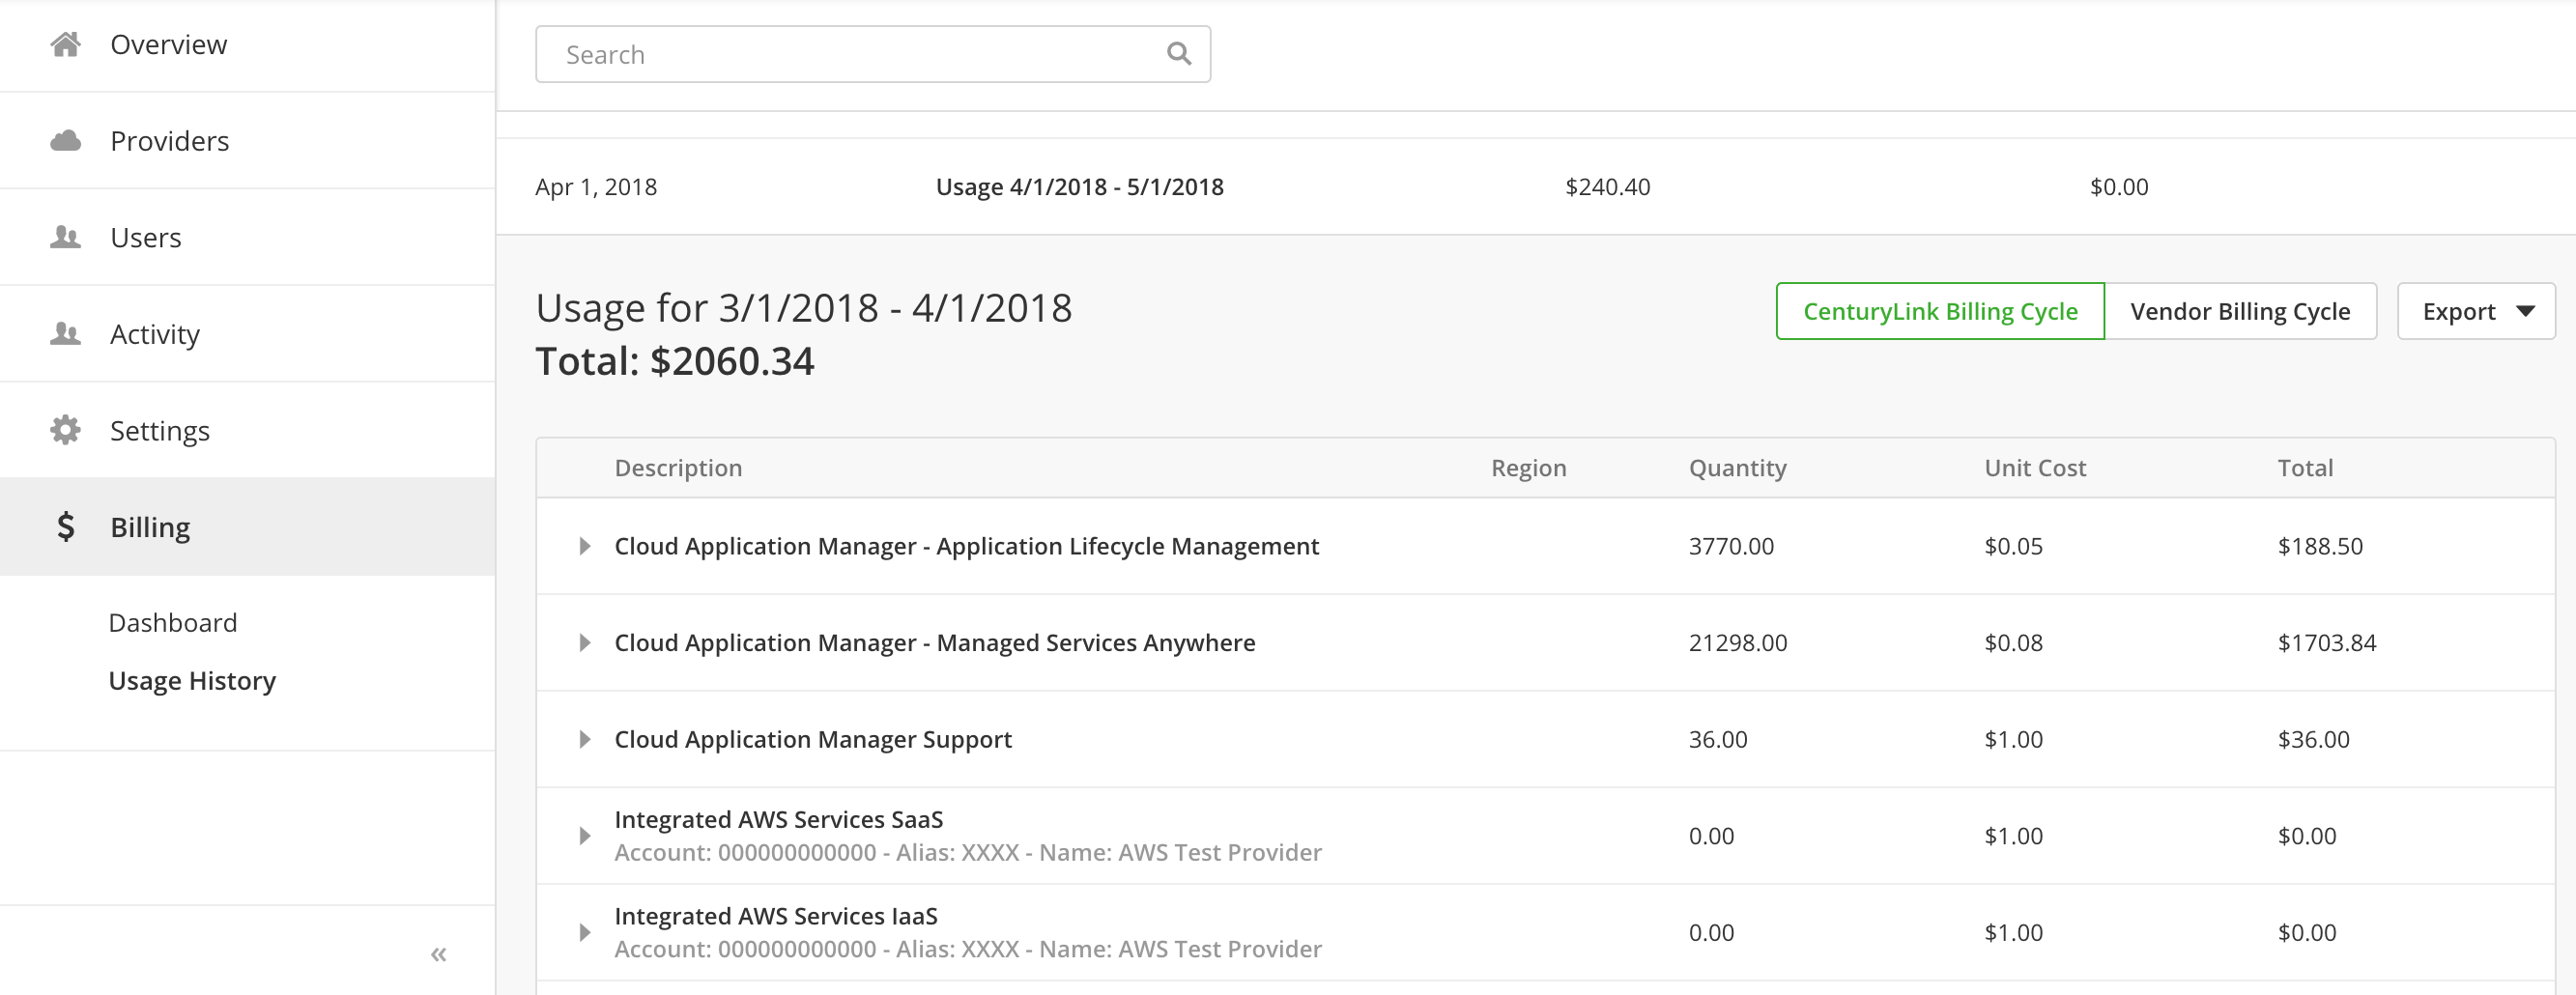 Overview
Providers
Users
Activity
Settings
$ Billing
Dashboard
Usage History
«
Search
Apr 1, 2018 Usage 4/1/2018 - 5/1/2018 $240.40 $0.00
Usage for 3/1/2018 - 4/1/2018
Total: $2060.34
CenturyLink Billing Cycle Vendor Billing Cycle Export
Description Region Quantity Unit Cost Total
Cloud Application Manager - Application Lifecycle Management 3770.00 $0.05 $188.50
Cloud Application Manager - Managed Services Anywhere 21298.00 $0.08 $1703.84
Cloud Application Manager Support 36.00 $1.00 $36.00
Integrated AWS Services SaaS 0.00 $1.00 $0.00
Account: 000000000000 - Alias: XXXX - Name: AWS Test Provider
Integrated AWS Services IaaS 0.00 $1.00 $0.00
Account: 000000000000 - Alias: XXXX - Name: AWS Test Provider